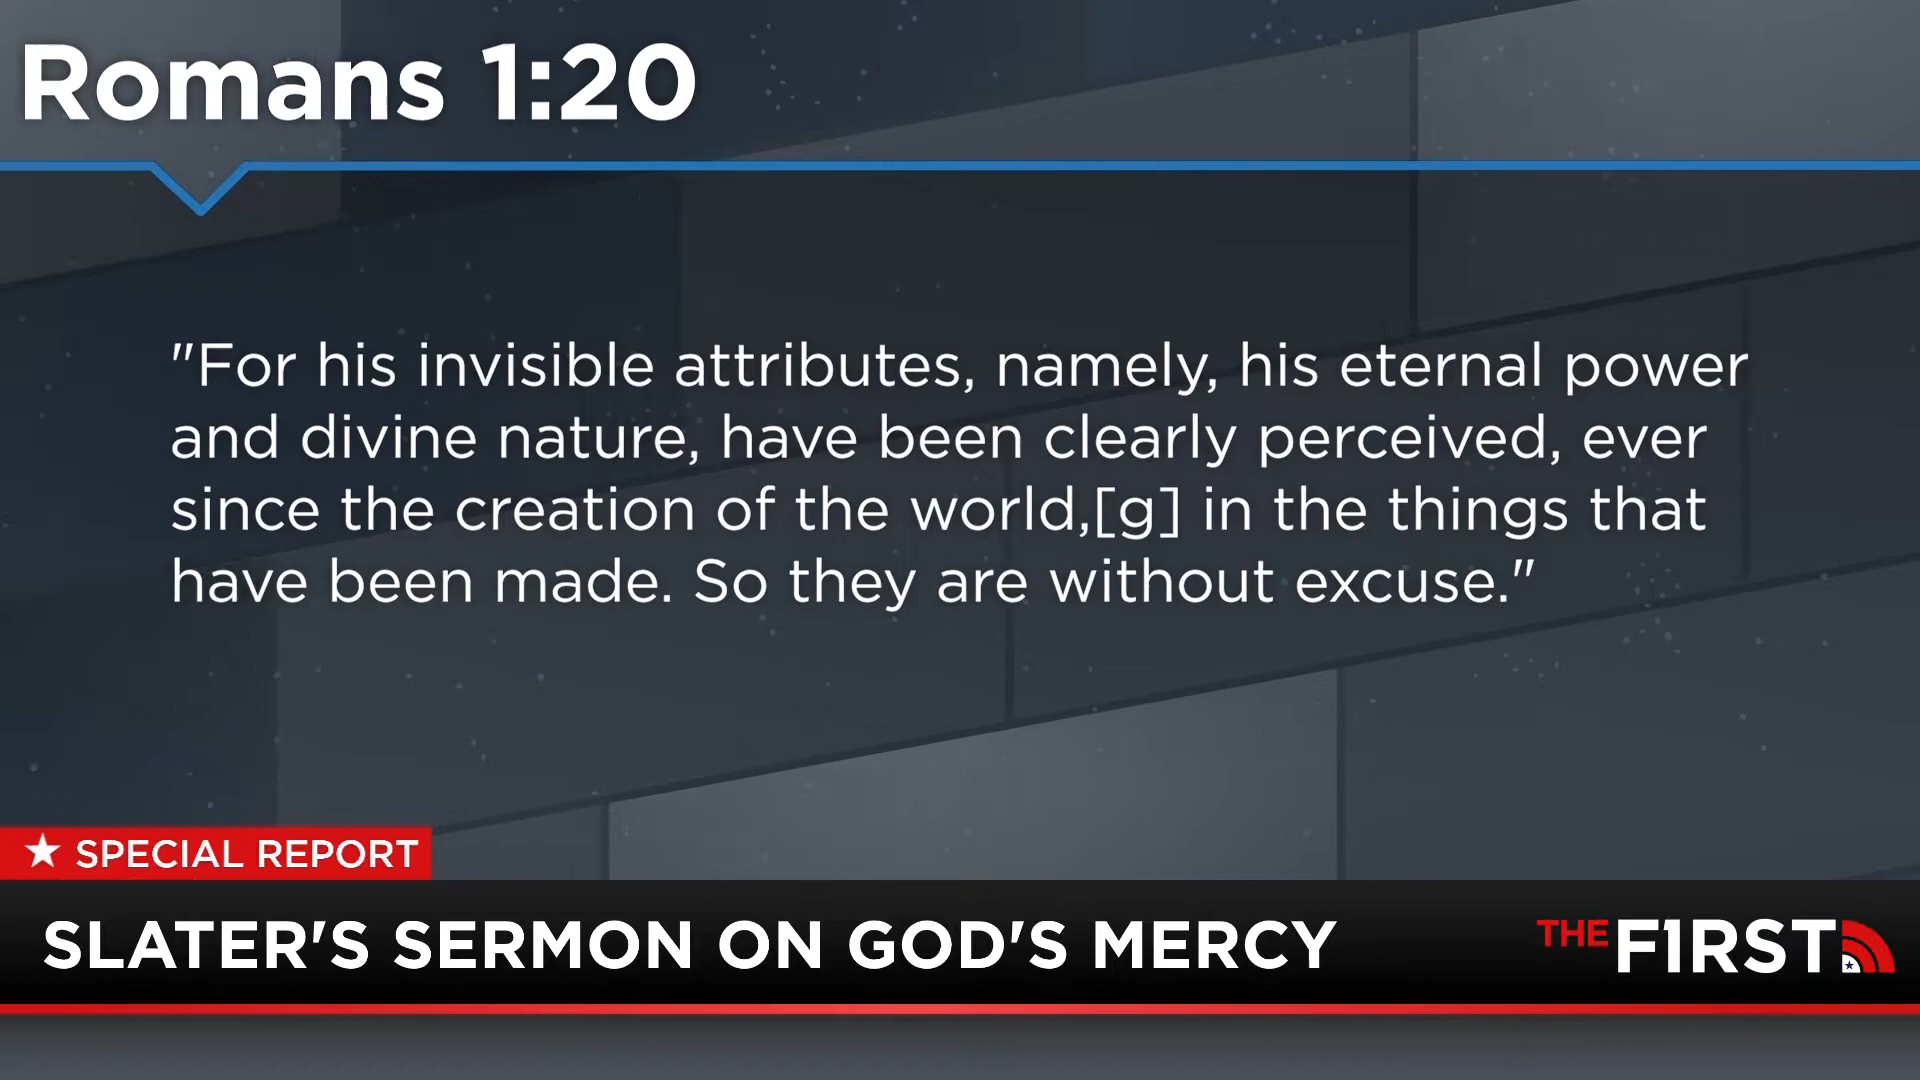 Romans 1:20
"For his invisible attributes, namely, his eternal power
and divine nature, have been clearly perceived, ever
since the creation of the world,[g] in the things that
have been made. So they are without excuse."
★ SPECIAL REPORT
SLATER'S SERMON ON GOD'S MERCY
THE F1RST